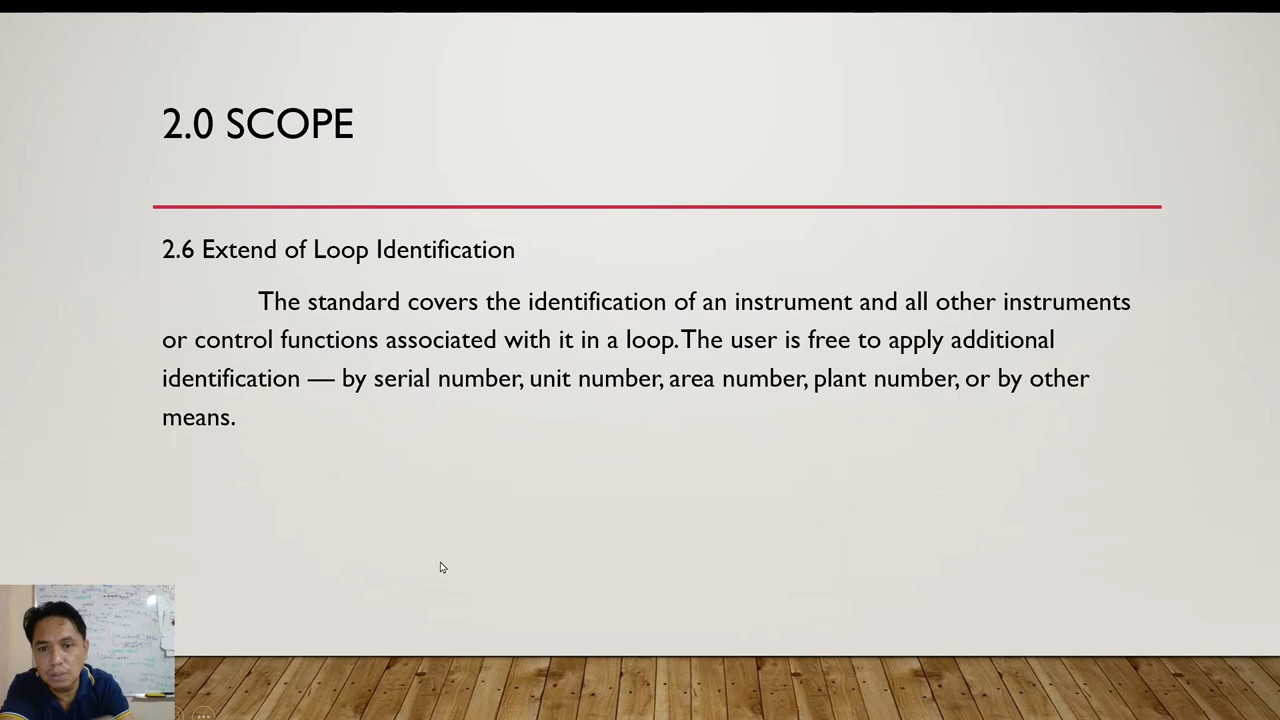 2.0 SCOPE
2.6 Extend of Loop Identification
The standard covers the identification of an instrument and all other instruments
or control functions associated with it in a loop. The user is free to apply additional
identification — by serial number, unit number, area number, plant number, or by other
means.